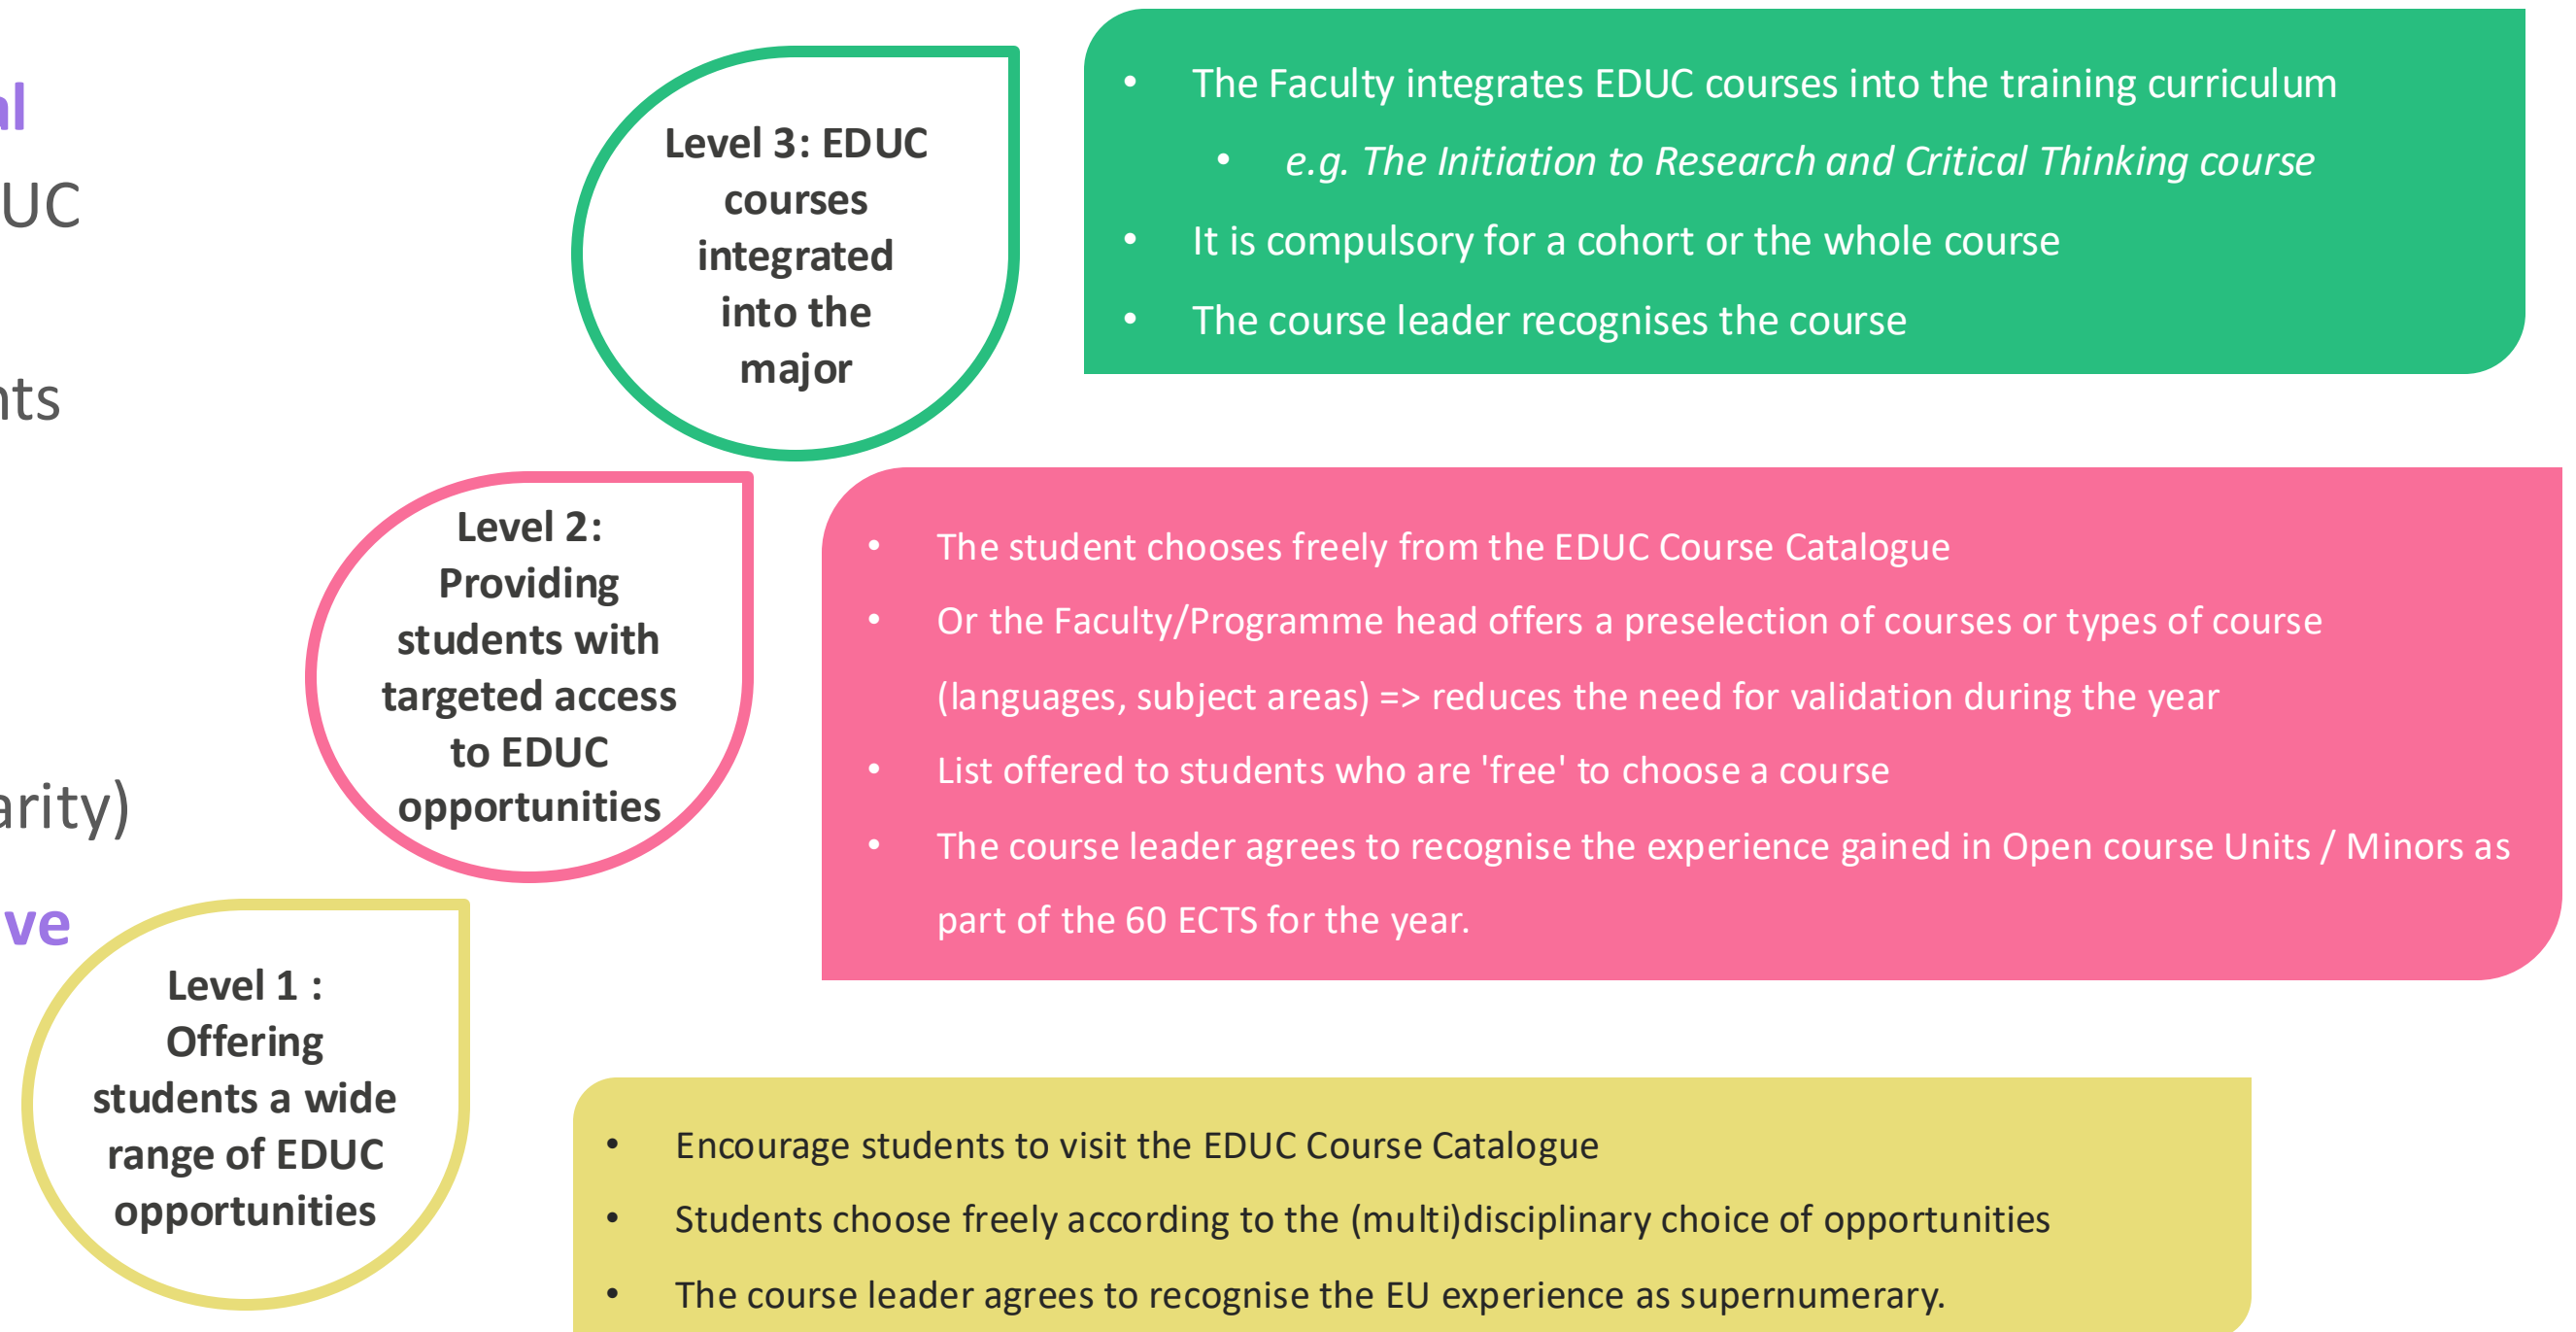 al
UC
nts
arity)
ve
Level 3: EDUC
courses
integrated
into the
major
• The Faculty integrates EDUC courses into the training curriculum
• e.g. The Initiation to Research and Critical Thinking course
• It is compulsory for a cohort or the whole course
• The course leader recognises the course
Level 2:
Providing
students with
targeted access
to EDUC
opportunities
• The student chooses freely from the EDUC Course Catalogue
• Or the Faculty/Programme head offers a preselection of courses or types of course
(languages, subject areas) => reduces the need for validation during the year
• List offered to students who are 'free' to choose a course
• The course leader agrees to recognise the experience gained in Open course Units / Minors as
part of the 60 ECTS for the year.
Level 1 :
Offering
students a wide
range of EDUC
opportunities
• Encourage students to visit the EDUC Course Catalogue
• Students choose freely according to the (multi)disciplinary choice of opportunities
• The course leader agrees to recognise the EU experience as supernumerary.